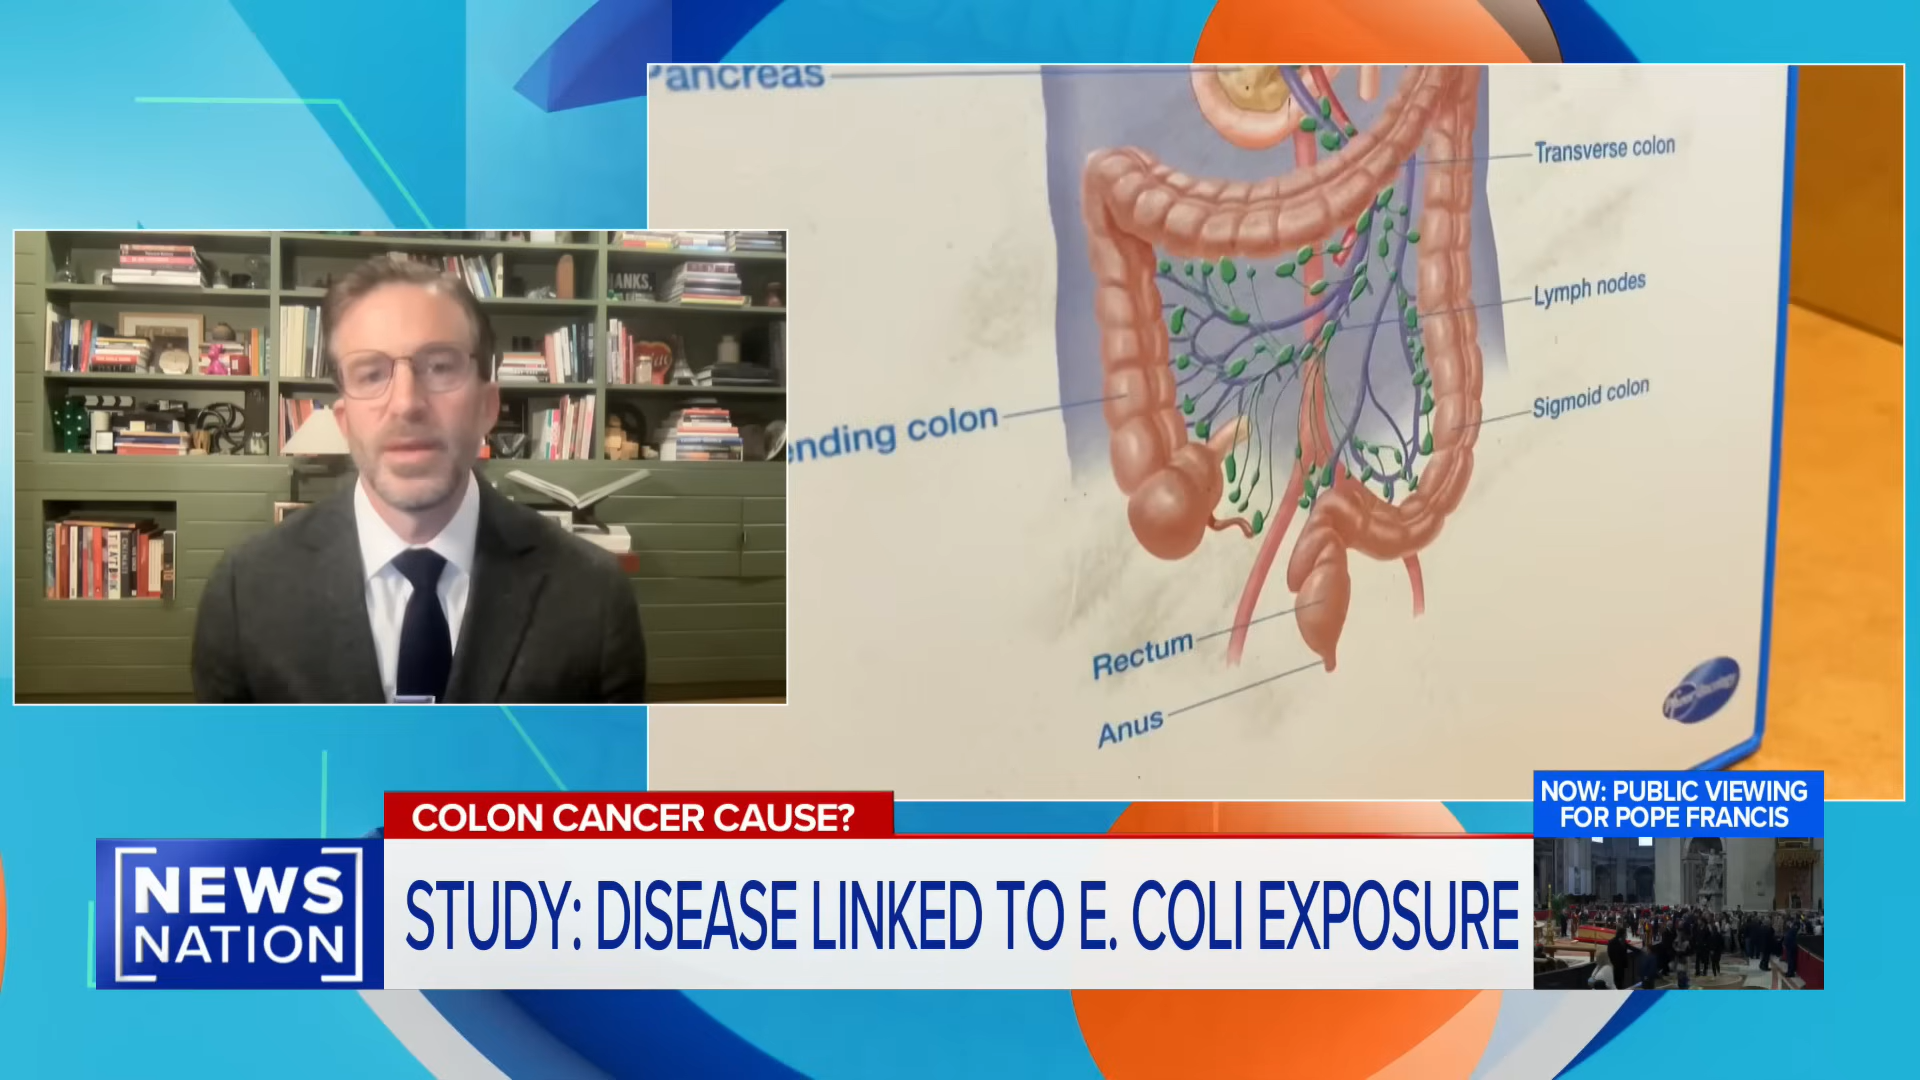 Pancreas
Transverse colon
Lymph nodes
ending colon
Sigmoid colon
Rectum
Anus
COLON CANCER CAUSE?
NOW: PUBLIC VIEWING
FOR POPE FRANCIS
NEWS
NATION
STUDY: DISEASE LINKED TO E. COLI EXPOSURE